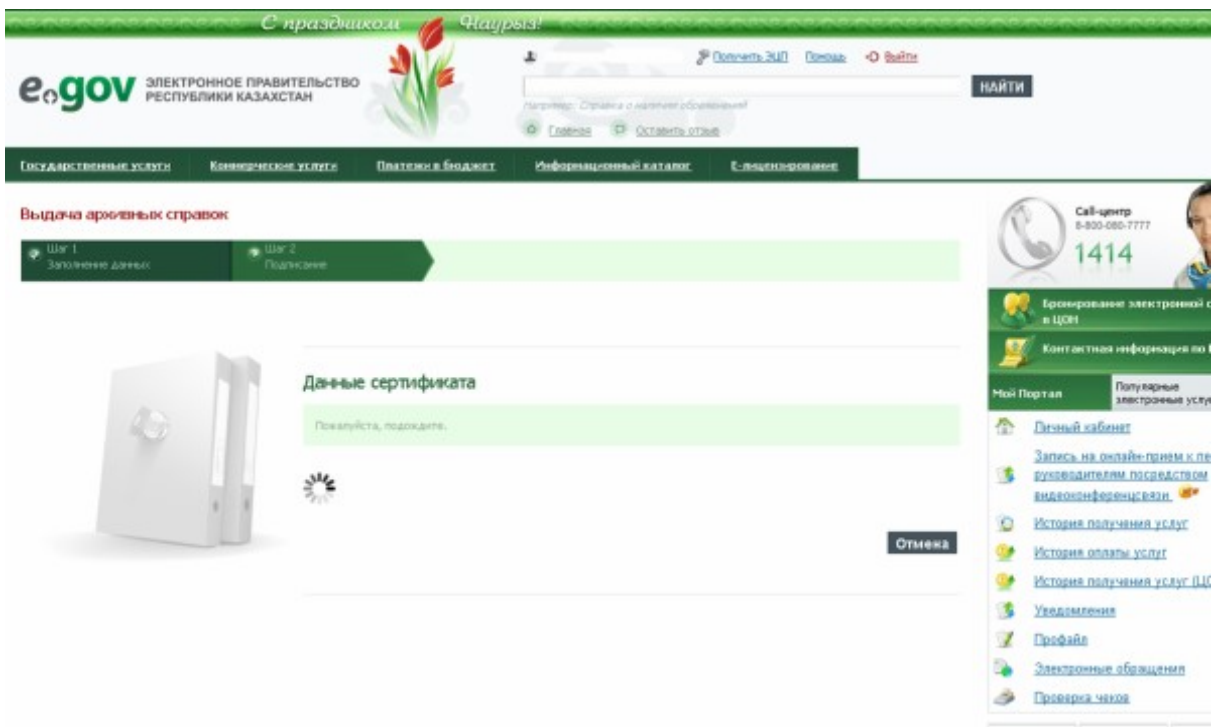 С праздником Наурыз!
e.gov
ЭЛЕКТРОННОЕ ПРАВИТЕЛЬСТВО
РЕСПУБЛИКИ КАЗАХСТАН
Получить ЭЦП Помощь Выйти
НАЙТИ
Например: Справка о наличии обременений
Главная Оставить отзыв
Государственные услуги Коммерческие услуги Платежи в бюджет Информационный каталог Е-лицензирование
Выдача архивных справок
Шаг 1
Заполнение данных
Шаг 2
Подписание
Данные сертификата
Пожалуйста, подождите.
Отмена
Call-центр
8-800-080-7777
1414
Бронирование электронной
в ЦОН
Контактная информация по
Мой Портал
Популярные
электронные услу
Личный кабинет
Запись на онлайн-прием к пе
руководителям посредством
видеоконференцсвязи
История получения услуг
История оплаты услуг
История получения услуг (ЦО
Уведомления
Профайл
Электронные обращения
Проверка чеков